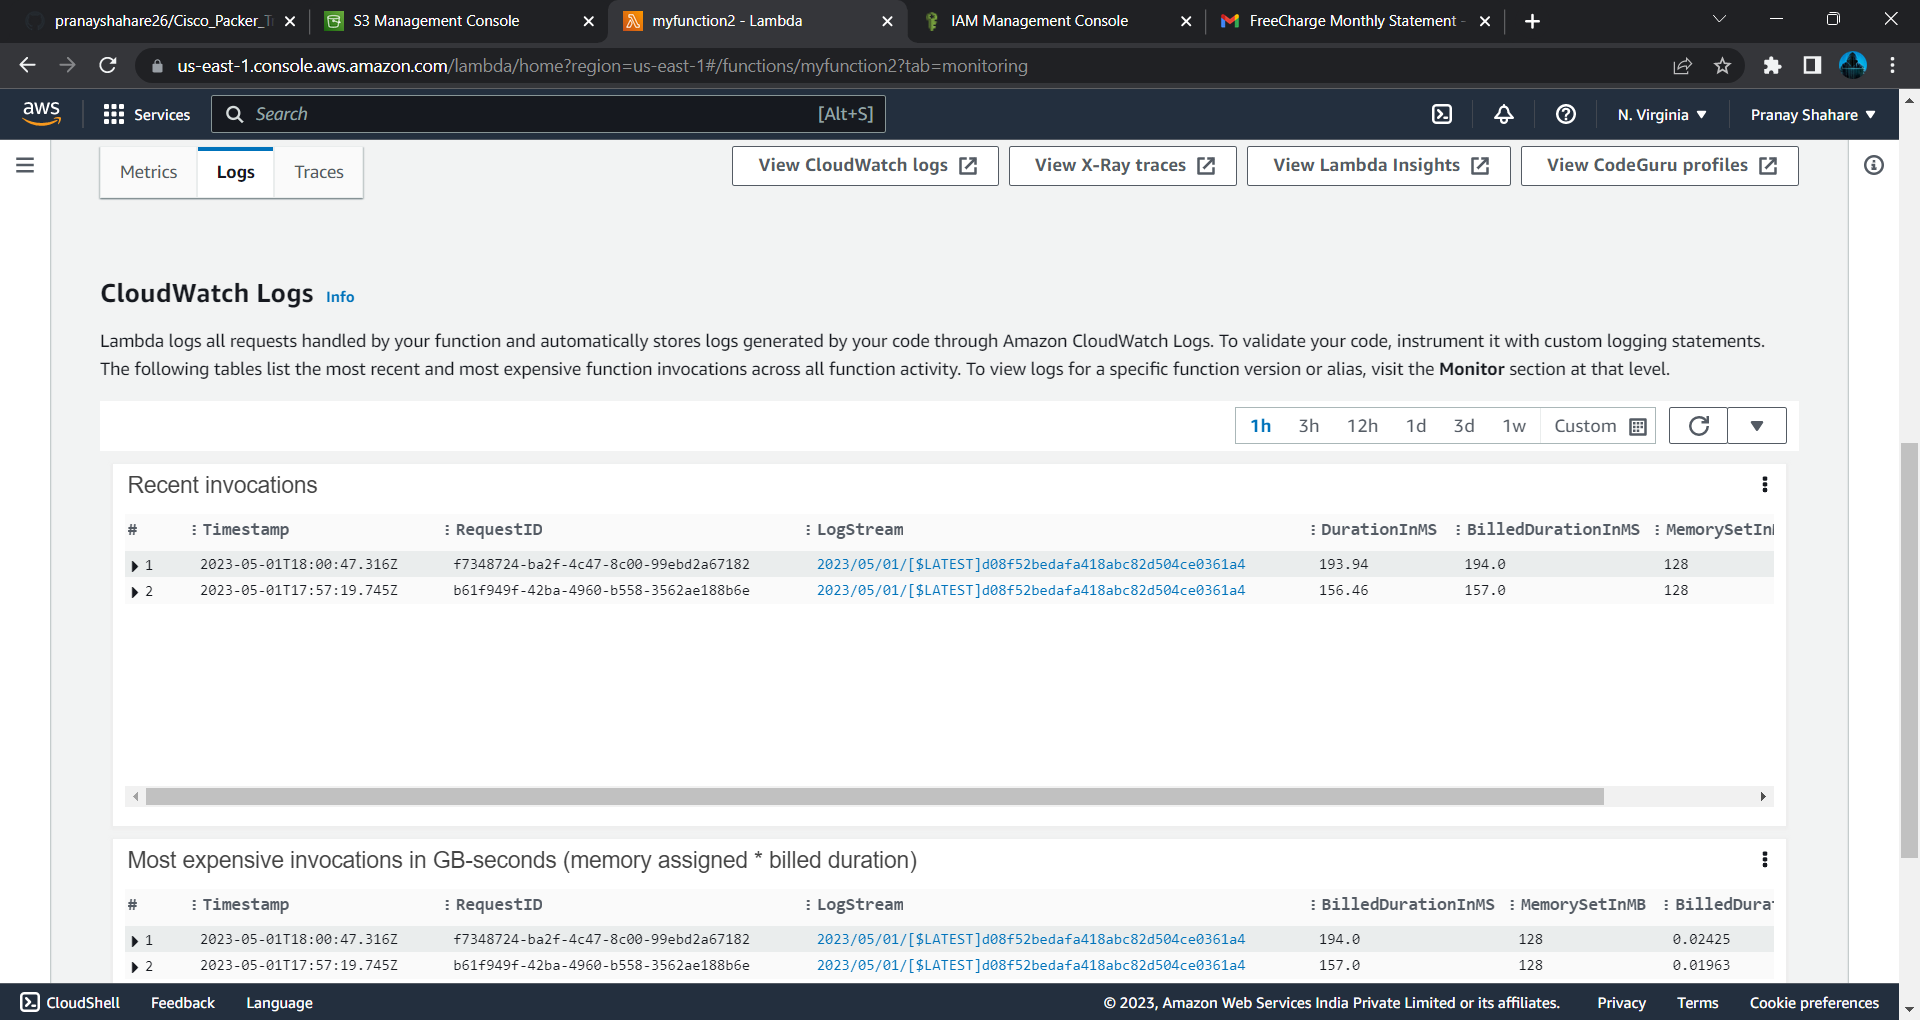 pranayshahare26/Cisco_Packer_T
S3 Management Console
myfunction2 - Lambda
IAM Management Console
FreeCharge Monthly Statement -
us-east-1.console.aws.amazon.com/lambda/home?region=us-east-1#/functions/myfunction2?tab=monitoring
aws
Services
Search
[Alt+S]
N. Virginia
Pranay Shahare
Metrics
Logs
Traces
View CloudWatch logs
View X-Ray traces
View Lambda Insights
View CodeGuru profiles
CloudWatch Logs Info
Lambda logs all requests handled by your function and automatically stores logs generated by your code through Amazon CloudWatch Logs. To validate your code, instrument it with custom logging statements.
The following tables list the most recent and most expensive function invocations across all function activity. To view logs for a specific function version or alias, visit the Monitor section at that level.
1h 3h 12h 1d 3d 1w Custom
Recent invocations
# Timestamp RequestID LogStream DurationInMS BilledDurationInMS MemorySetIn
1 2023-05-01T18:00:47.316Z f7348724-ba2f-4c47-8c00-99ebd2a67182 2023/05/01/[$LATEST]d08f52bedafa418abc82d504ce0361a4 193.94 194.0 128
2 2023-05-01T17:57:19.745Z b61f949f-42ba-4960-b558-3562ae188b6e 2023/05/01/[$LATEST]d08f52bedafa418abc82d504ce0361a4 156.46 157.0 128
Most expensive invocations in GB-seconds (memory assigned * billed duration)
# Timestamp RequestID LogStream BilledDurationInMS MemorySetInMB BilledDurat
1 2023-05-01T18:00:47.316Z f7348724-ba2f-4c47-8c00-99ebd2a67182 2023/05/01/[$LATEST]d08f52bedafa418abc82d504ce0361a4 194.0 128 0.02425
2 2023-05-01T17:57:19.745Z b61f949f-42ba-4960-b558-3562ae188b6e 2023/05/01/[$LATEST]d08f52bedafa418abc82d504ce0361a4 157.0 128 0.01963
CloudShell Feedback Language © 2023, Amazon Web Services India Private Limited or its affiliates. Privacy Terms Cookie preferences